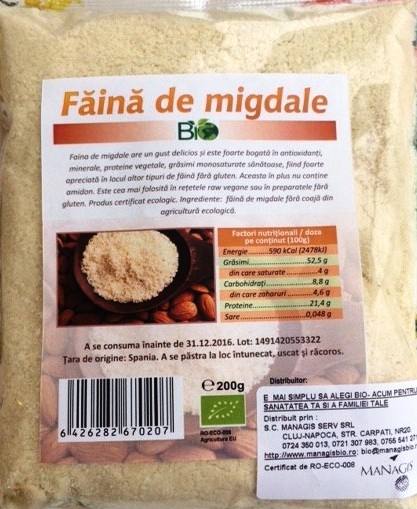 Făină de migdale
Bio
Faina de migdale are un gust delicios și este foarte bogată în antioxidanți,
minerale, proteine vegetale, grăsimi monosaturate sănătoase, fiind foarte
apreciată în locul altor tipuri de făină fără gluten. Aceasta în plus nu conține
amidon. Este cea mai folosită în rețetele raw vegane sau în preparatele fără
gluten. Produs certificat ecologic. Ingrediente: făină de migdale fără coajă din
agricultură ecologică.
Factori nutriționali / doza
pe conținut (100g)
Energie.........590 kCal (2478kJ)
Grăsimi.........52,5 g
din care saturate.........4 g
Carbohidrați.........8,8 g
din care zaharuri.........4,6 g
Proteine.........21,4 g
Sare.........0,048 g
A se consuma înainte de 31.12.2016. Lot: 1491420553322
Țara de origine: Spania. A se păstra la loc întunecat, uscat și răcoros.
6 426282 670207
e 200g
RO-ECO-008
Agricultura EU
Distribuitor:
E MAI SIMPLU SA ALEGI BIO- ACUM PENTRU
SANATATEA TA SI A FAMILIEI TALE
Distribuit prin :
S.C. MANAGIS SERV SRL
CLUJ-NAPOCA, STR. CARPATI, NR20
0724 350 013, 0721 307 983, 0766 541 27
http://www.managisbio.ro; bio@managisb
Certificat de RO-ECO-008
MANAGIS